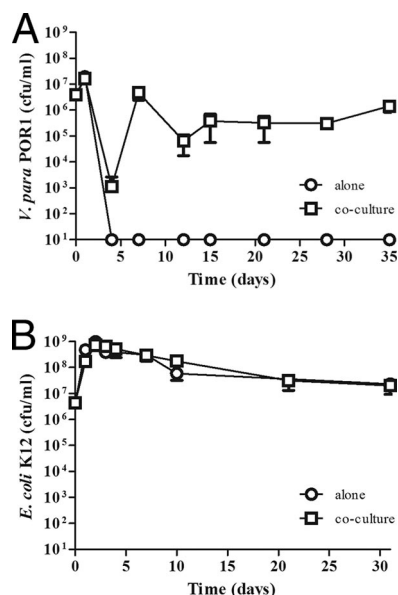 A
V. para POR1 (cfu/ml)
10⁹
10⁸
10⁷
10⁶
10⁵
10⁴
10³
10²
10¹
0 5 10 15 20 25 30 35
Time (days)
alone
co-culture
B
E. coli K12 (cfu/ml)
10⁹
10⁸
10⁷
10⁶
10⁵
10⁴
10³
10²
10¹
0 5 10 15 20 25 30
Time (days)
alone
co-culture